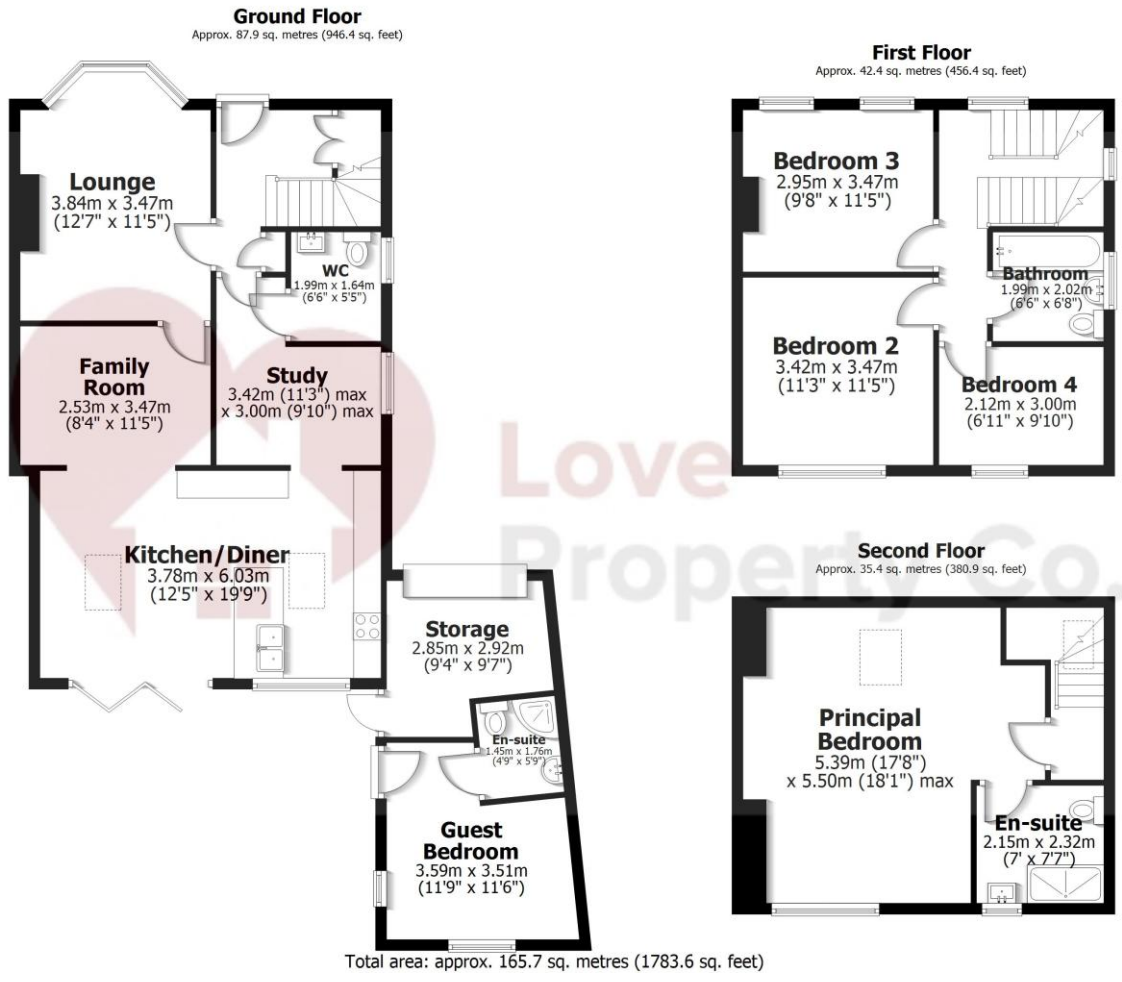 Ground Floor
Approx. 87.9 sq. metres (946.4 sq. feet)
Lounge
3.84m x 3.47m
(12'7" x 11'5")
WC
1.99m x 1.64m
(6'6" x 5'5")
Family
Room
2.53m x 3.47m
(8'4" x 11'5")
Study
3.42m (11'3") max
x 3.00m (9'10") max
Kitchen/Diner
3.78m x 6.03m
(12'5" x 19'9")
Storage
2.85m x 2.92m
(9'4" x 9'7")
En-suite
1.45m x 1.76m
(4'9" x 5'9")
Guest
Bedroom
3.59m x 3.51m
(11'9" x 11'6")
First Floor
Approx. 42.4 sq. metres (456.4 sq. feet)
Bedroom 3
2.95m x 3.47m
(9'8" x 11'5")
Bathroom
1.99m x 2.02m
(6'6" x 6'8")
Bedroom 2
3.42m x 3.47m
(11'3" x 11'5")
Bedroom 4
2.12m x 3.00m
(6'11" x 9'10")
Second Floor
Approx. 35.4 sq. metres (380.9 sq. feet)
Principal
Bedroom
5.39m (17'8")
x 5.50m (18'1") max
En-suite
2.15m x 2.32m
(7' x 7'7")
Total area: approx. 165.7 sq. metres (1783.6 sq. feet)
Love
Property Co.